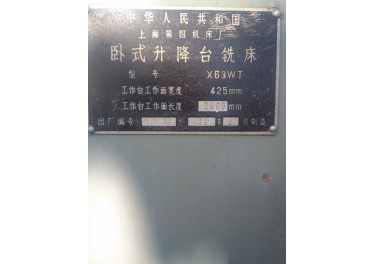 中华人民共和国
上海第四机床厂
卧式升降台铣床
型号 X63WT
工作台工作面宽度 425mm
工作台工作面长度 2000mm
出厂编号 年 月制造